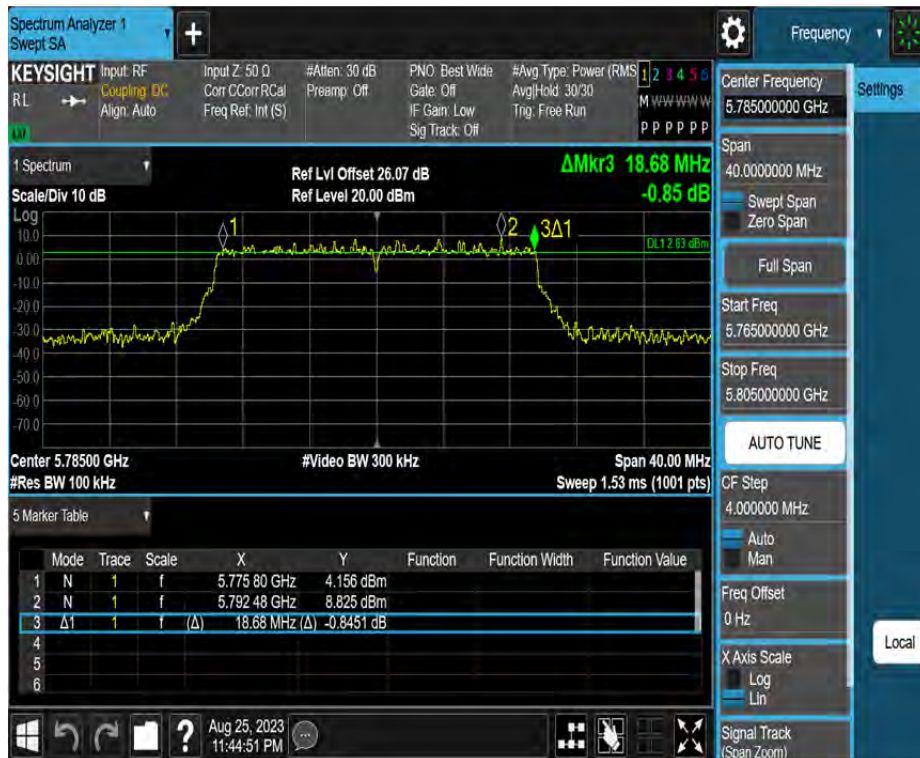 Spectrum Analyzer 1
Swept SA
+
Frequency
KEYSIGHT
RL
Input: RF
Coupling: DC
Align: Auto
Input Z: 50 Ω
Corr CCorr RCal
Freq Ref: Int (S)
#Atten: 30 dB
Preamp: Off
PNO: Best Wide
Gate: Off
IF Gain: Low
Sig Track: Off
#Avg Type: Power (RMS
Avg|Hold: 30/30
Trig: Free Run
1 2 3 4 5 6
M W W W W W
P P P P P P
1 Spectrum
Scale/Div 10 dB
Ref Lvl Offset 26.07 dB
Ref Level 20.00 dBm
ΔMkr3 18.68 MHz
-0.85 dB
Log
10.0
0.00
-10.0
-20.0
-30.0
-40.0
-50.0
-60.0
-70.0
1
2
3Δ1
DL1 2.83 dBm
Center 5.78500 GHz
#Video BW 300 kHz
Span 40.00 MHz
#Res BW 100 kHz
Sweep 1.53 ms (1001 pts)
5 Marker Table
Mode Trace Scale X Y Function Function Width Function Value
1 N 1 f 5.775 80 GHz 4.156 dBm
2 N 1 f 5.792 48 GHz 8.825 dBm
3 Δ1 1 f (Δ) 18.68 MHz (Δ) -0.8451 dB
4
5
6
?
Aug 25, 2023
11:44:51 PM
Center Frequency
5.785000000 GHz
Span
40.0000000 MHz
Swept Span
Zero Span
Full Span
Start Freq
5.765000000 GHz
Stop Freq
5.805000000 GHz
AUTO TUNE
CF Step
4.000000 MHz
Auto
Man
Freq Offset
0 Hz
X Axis Scale
Log
Lin
Signal Track
(Span Zoom)
Settings
Local